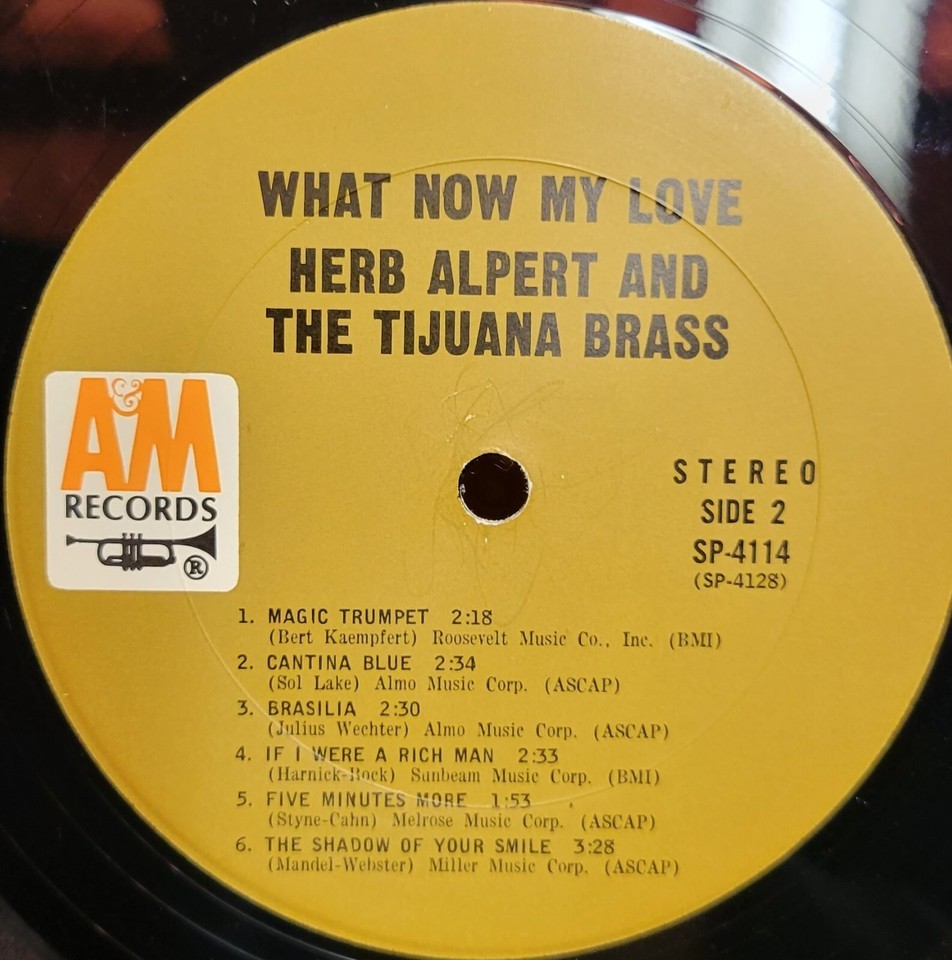 WHAT NOW MY LOVE
HERB ALPERT AND
THE TIJUANA BRASS
A&M
RECORDS
®
STEREO
SIDE 2
SP-4114
(SP-4128)
1. MAGIC TRUMPET 2:18
(Bert Kaempfert) Roosevelt Music Co., Inc. (BMI)
2. CANTINA BLUE 2:34
(Sol Lake) Almo Music Corp. (ASCAP)
3. BRASILIA 2:30
(Julius Wechter) Almo Music Corp. (ASCAP)
4. IF I WERE A RICH MAN 2:33
(Harnick-Bock) Sunbeam Music Corp. (BMI)
5. FIVE MINUTES MORE 1:53
(Styne-Cahn) Melrose Music Corp. (ASCAP)
6. THE SHADOW OF YOUR SMILE 3:28
(Mandel-Webster) Miller Music Corp. (ASCAP)